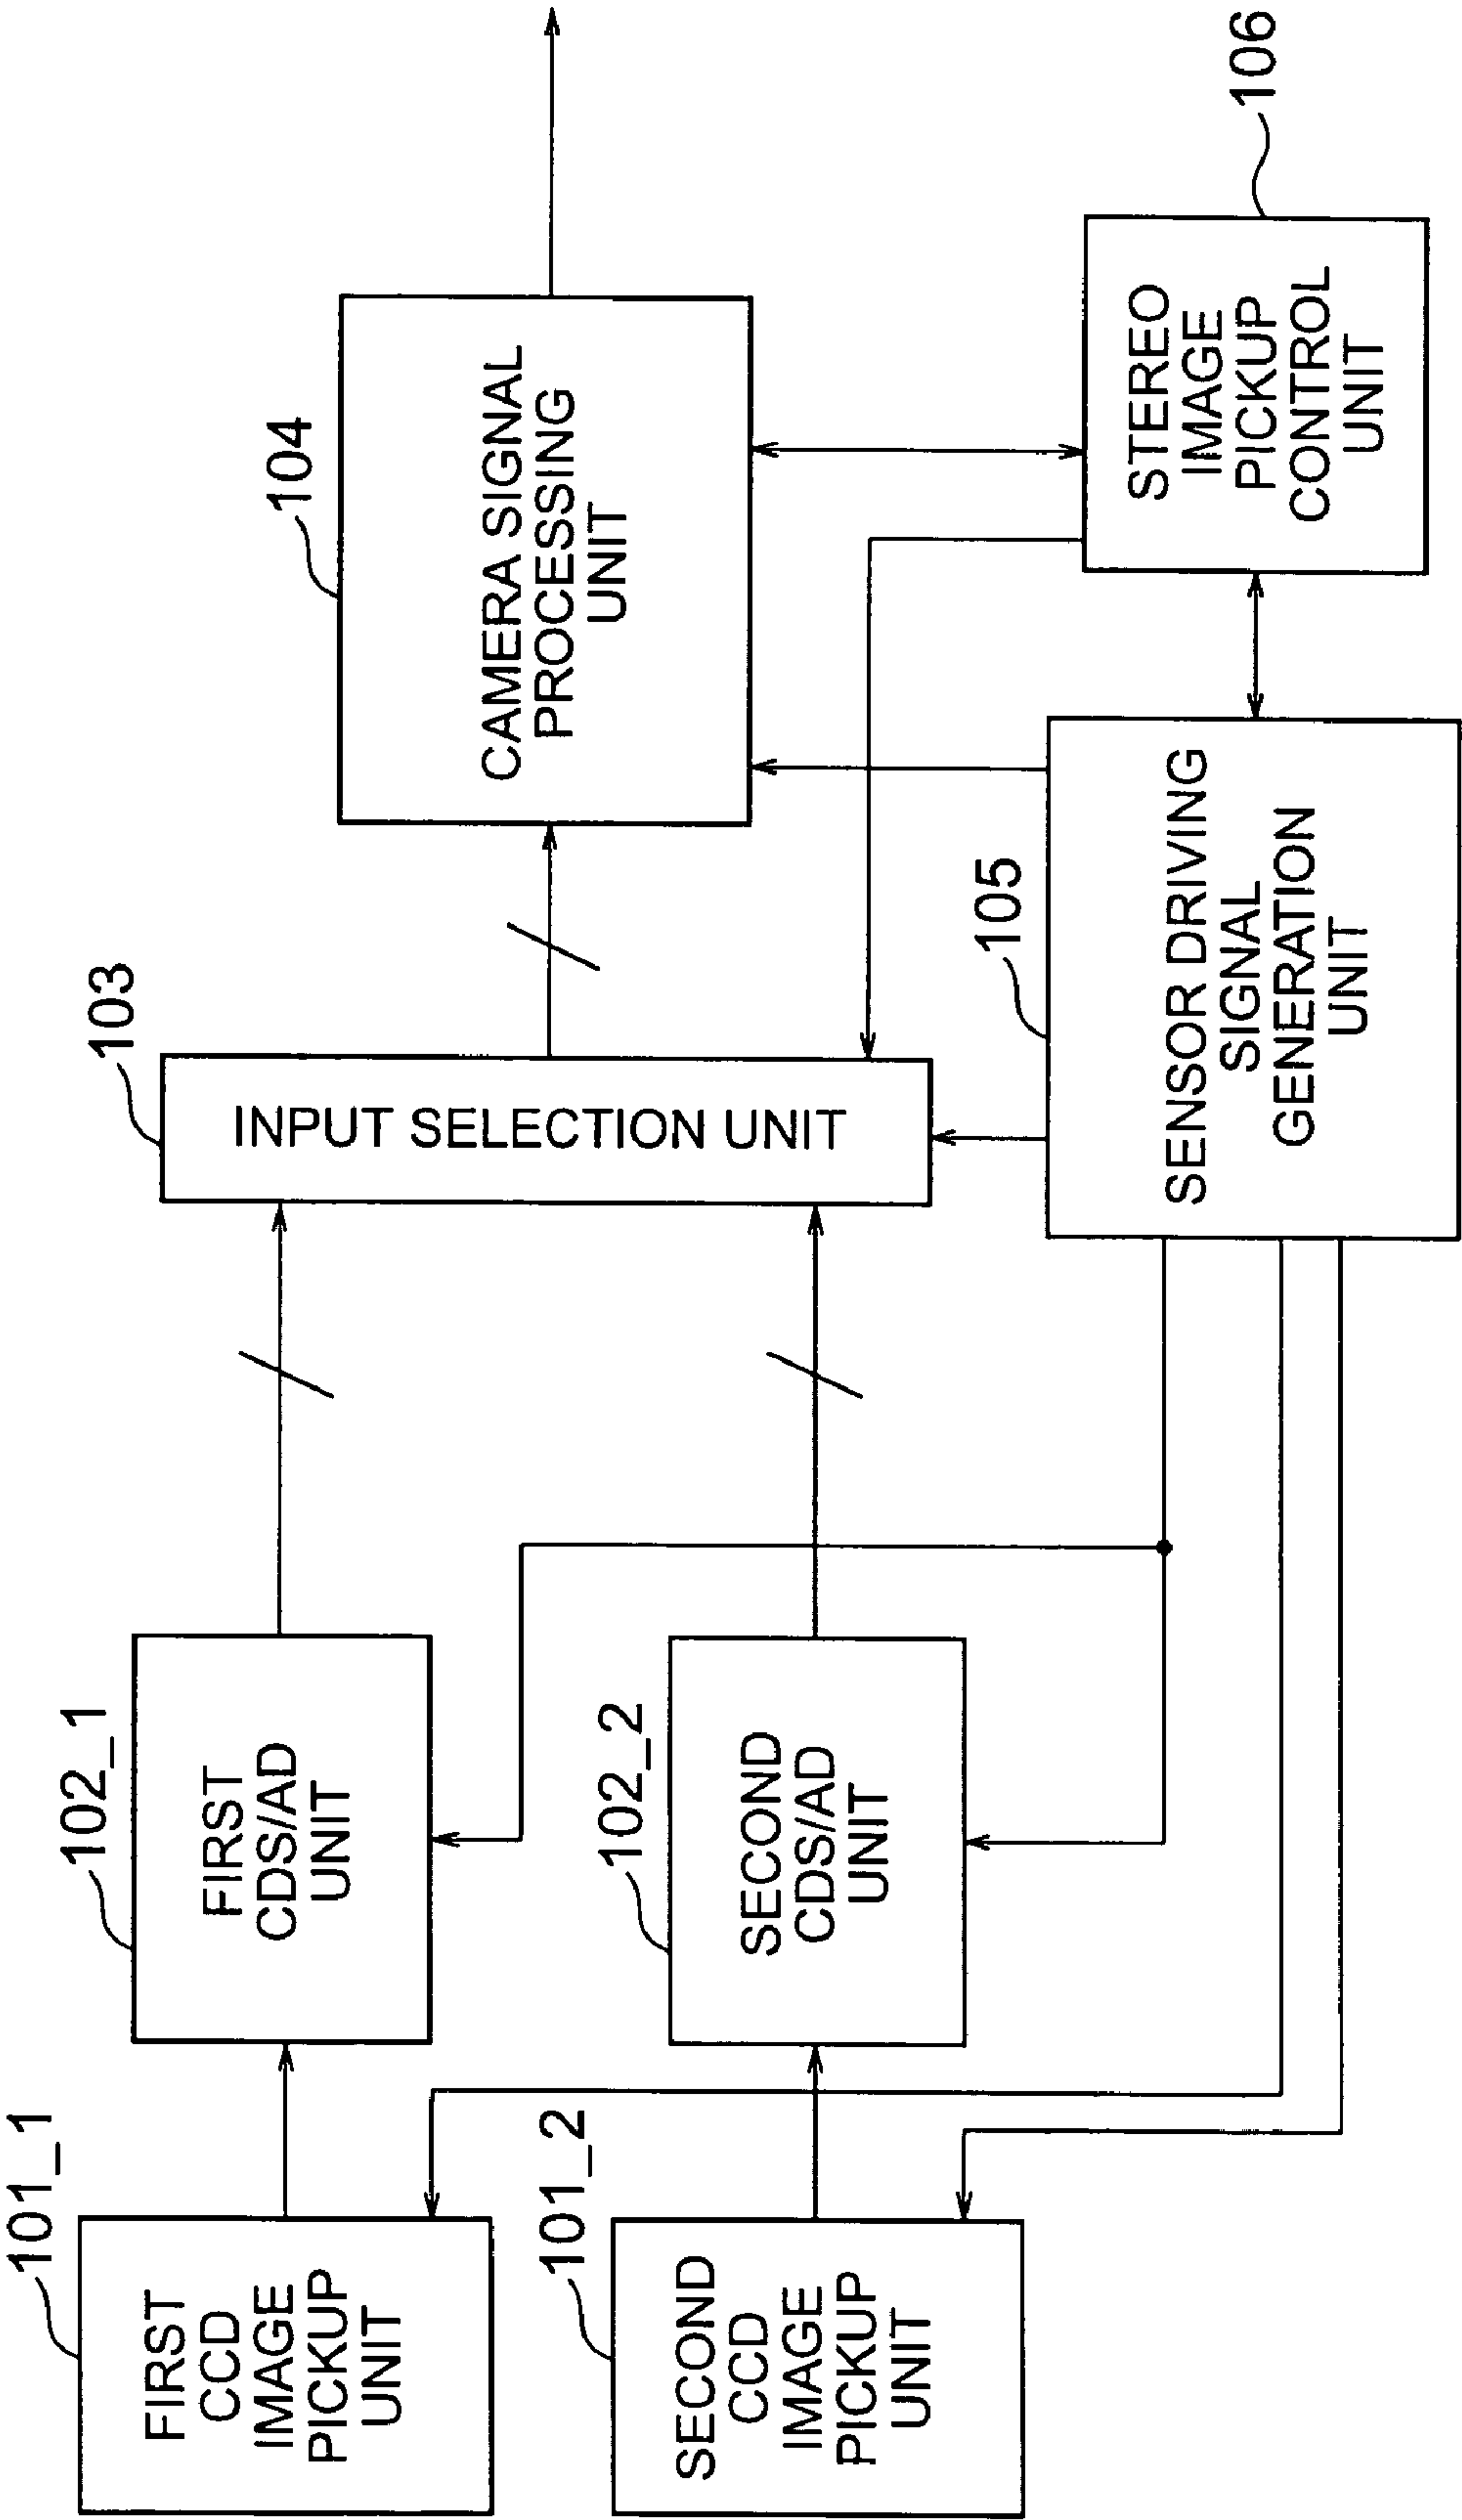 101_1
FIRST
CCD
IMAGE
PICKUP
UNIT
102_1
FIRST
CDS/AD
UNIT
103
INPUT SELECTION UNIT
104
CAMERA SIGNAL
PROCESSING
UNIT
101_2
SECOND
CCD
IMAGE
PICKUP
UNIT
102_2
SECOND
CDS/AD
UNIT
105
SENSOR DRIVING
SIGNAL
GENERATION
UNIT
STEREO
IMAGE
PICKUP
CONTROL
UNIT
106